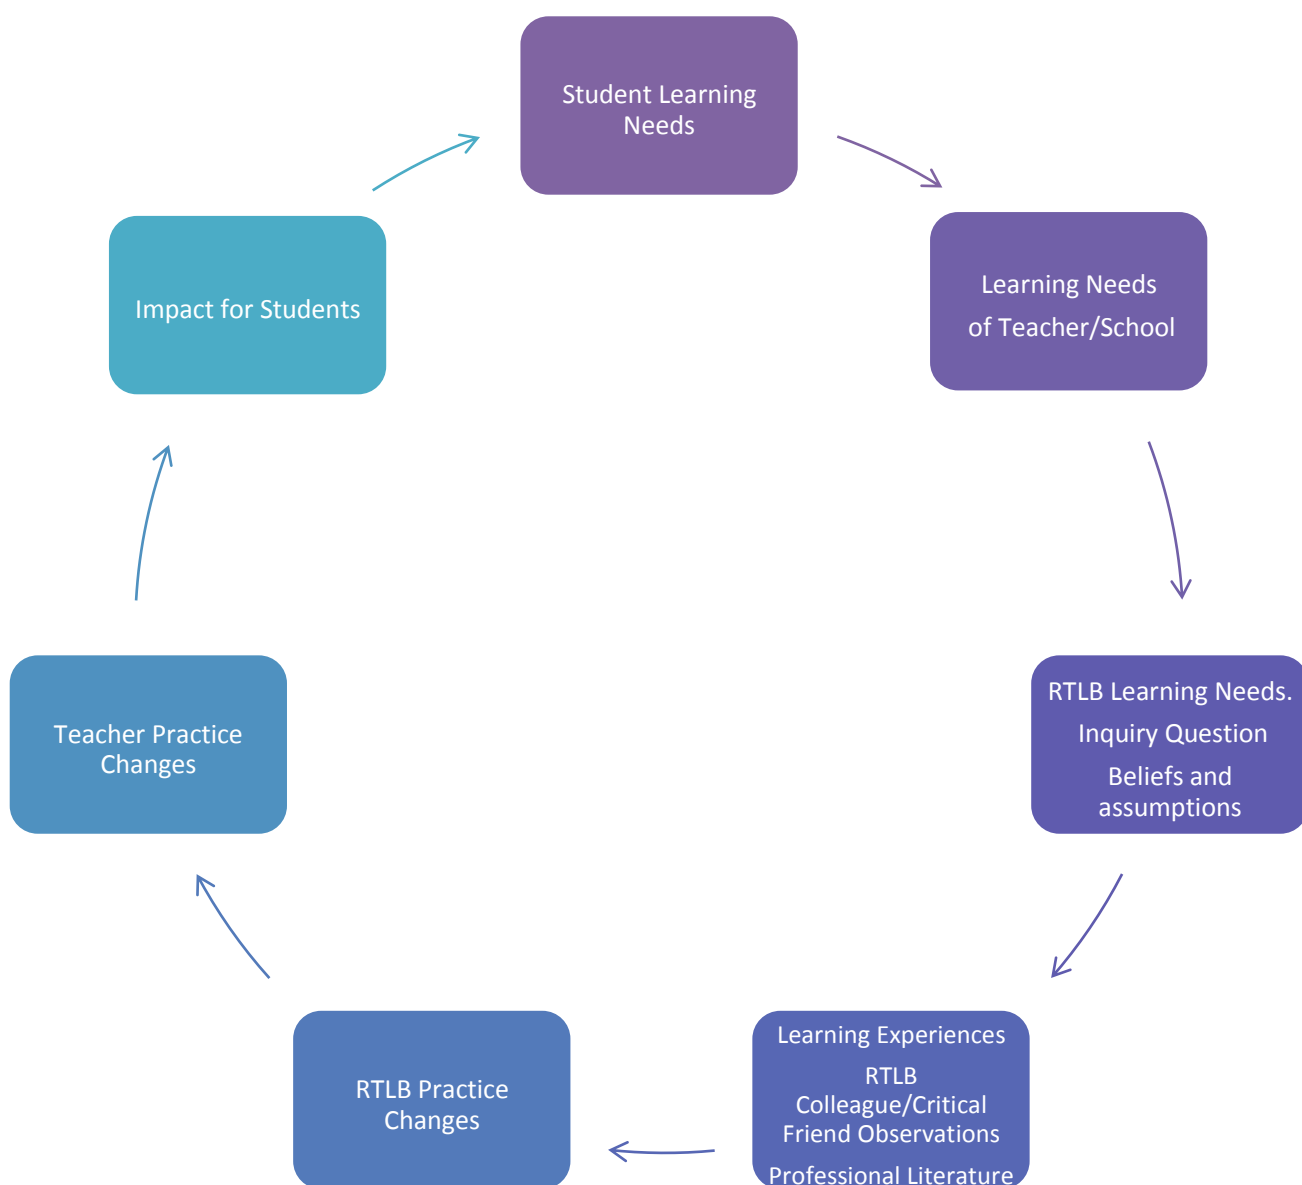 Student Learning
Needs
Learning Needs
of Teacher/School
RTLB Learning Needs.
Inquiry Question
Beliefs and
assumptions
Learning Experiences
RTLB
Colleague/Critical
Friend Observations
Professional Literature
RTLB Practice
Changes
Teacher Practice
Changes
Impact for Students